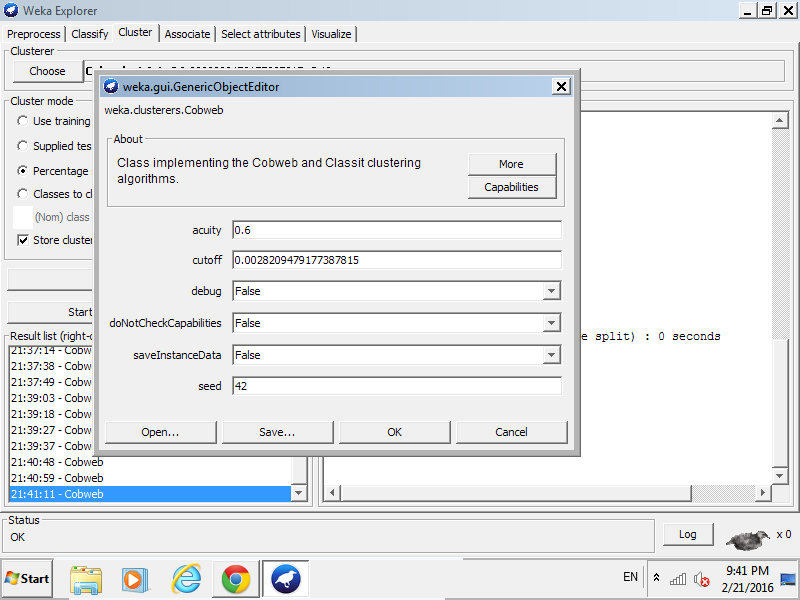 Weka Explorer
Preprocess Classify Cluster Associate Select attributes Visualize
Clusterer
Choose
weka.gui.GenericObjectEditor
weka.clusterers.Cobweb
About
Class implementing the Cobweb and Classit clustering
algorithms.
More
Capabilities
acuity 0.6
cutoff 0.0028209479177387815
debug False
doNotCheckCapabilities False
saveInstanceData False
seed 42
Open... Save... OK Cancel
Cluster mode
Use training
Supplied tes
Percentage
Classes to cl
(Nom) class
Store cluster
Start
e split) : 0 seconds
Result list (right-c
21:37:14 - Cobw
21:37:38 - Cobw
21:37:49 - Cobw
21:39:03 - Cobw
21:39:18 - Cobw
21:39:27 - Cobw
21:39:37 - Cobw
21:40:48 - Cobweb
21:40:59 - Cobweb
21:41:11 - Cobweb
Status
OK
Log
x 0
Start
EN
9:41 PM
2/21/2016